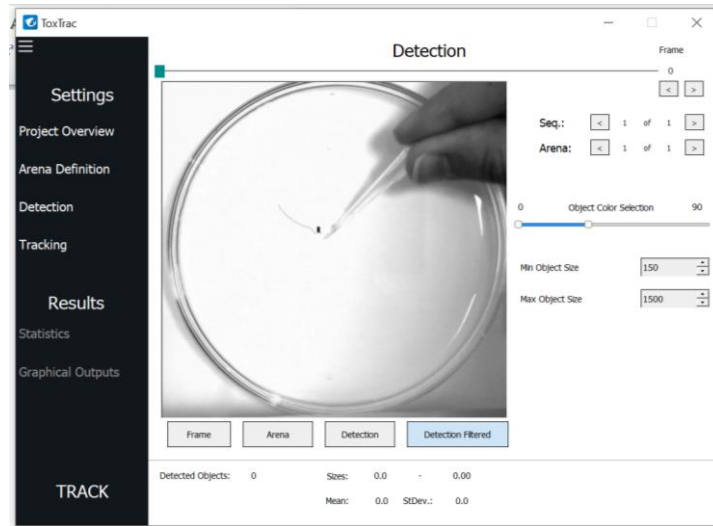 ToxTrac
Detection
Frame
0
< >
Settings
Project Overview
Arena Definition
Detection
Tracking
Results
Statistics
Graphical Outputs
TRACK
Seq.: < 1 of 1 >
Arena: < 1 of 1 >
0 Object Color Selection 90
Min Object Size 150
Max Object Size 1500
Frame Arena Detection Detection Filtered
Detected Objects: 0 Sizes: 0.0 - 0.00
Mean: 0.0 StDev.: 0.0